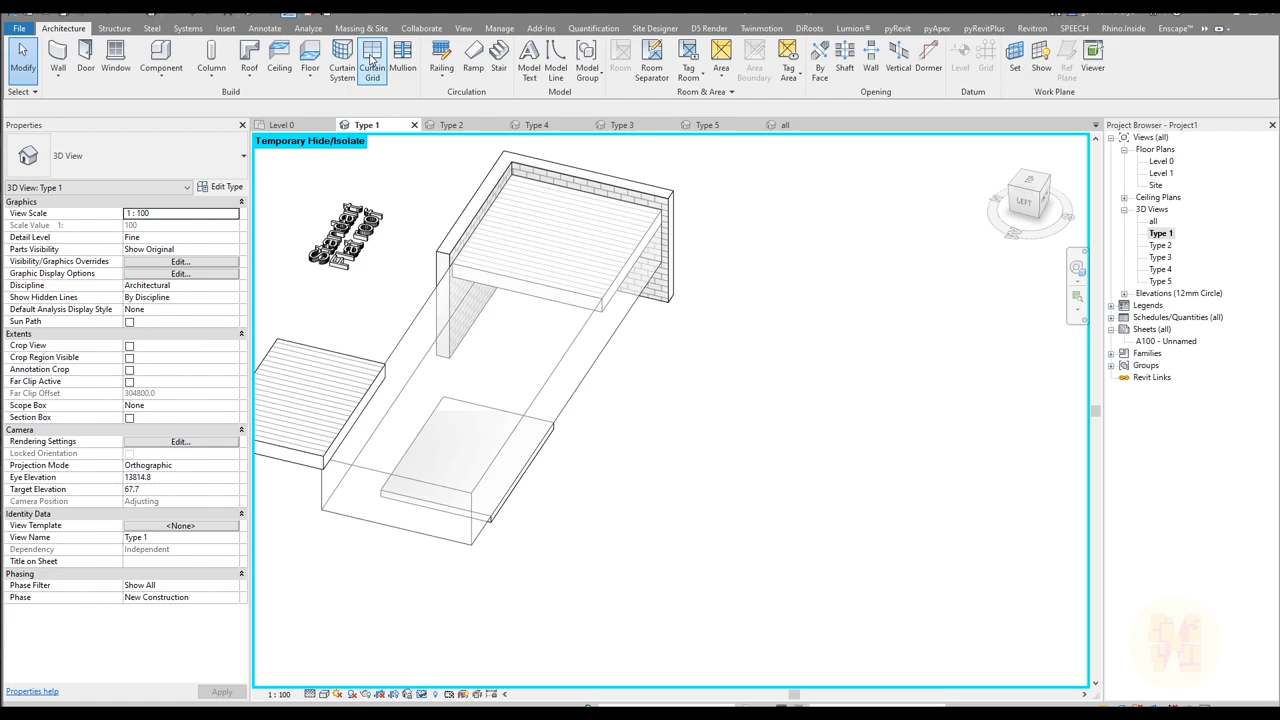 File Architecture Structure Steel Systems Insert Annotate Analyze Massing & Site Collaborate View Manage Add-Ins Quantification Site Designer BIM Tools DiRoots Lumion® pyRevit pyApex pyRevitPlus Twinmotion Revitron SPEECH Rhino.Inside Enscape™
Modify Wall Door Window Component Column Roof Ceiling Floor Curtain System Curtain Grid Mullion Railing Ramp Stair Model Text Model Line Model Group Room Room Separator Tag Room Area Area Boundary Tag Area By Face Shaft Wall Vertical Dormer Level Grid Set Show Ref Plane Viewer
Select Build Circulation Model Room & Area Opening Datum Work Plane
Properties
Level 0 Type 1 Type 2 Type 4 Type 3 Type 5 all
Project Browser - Project1
Temporary Hide/Isolate
3D View
3D View: Type 1 Edit Type
Graphics
View Scale 1 : 100
Scale Value 1: 100
Detail Level Fine
Parts Visibility Show Original
Visibility/Graphics Overrides Edit...
Graphic Display Options Edit...
Discipline Architectural
Show Hidden Lines By Discipline
Default Analysis Display Style None
Sun Path
Extents
Crop View
Crop Region Visible
Annotation Crop
Far Clip Active
Far Clip Offset 304800.0
Scope Box None
Section Box
Camera
Rendering Settings Edit...
Locked Orientation
Projection Mode Orthographic
Eye Elevation 13814.8
Target Elevation 67.7
Camera Position Adjusting
Identity Data
View Template <None>
View Name Type 1
Dependency Independent
Title on Sheet
Phasing
Phase Filter Show All
Phase New Construction
Properties help Apply
LEFT
1 : 100
Views (all)
Floor Plans
Level 0
Level 1
Site
Ceiling Plans
3D Views
all
Type 1
Type 2
Type 3
Type 4
Type 5
Elevations (12mm Circle)
Legends
Schedules/Quantities (all)
Sheets (all)
A100 - Unnamed
Families
Groups
Revit Links